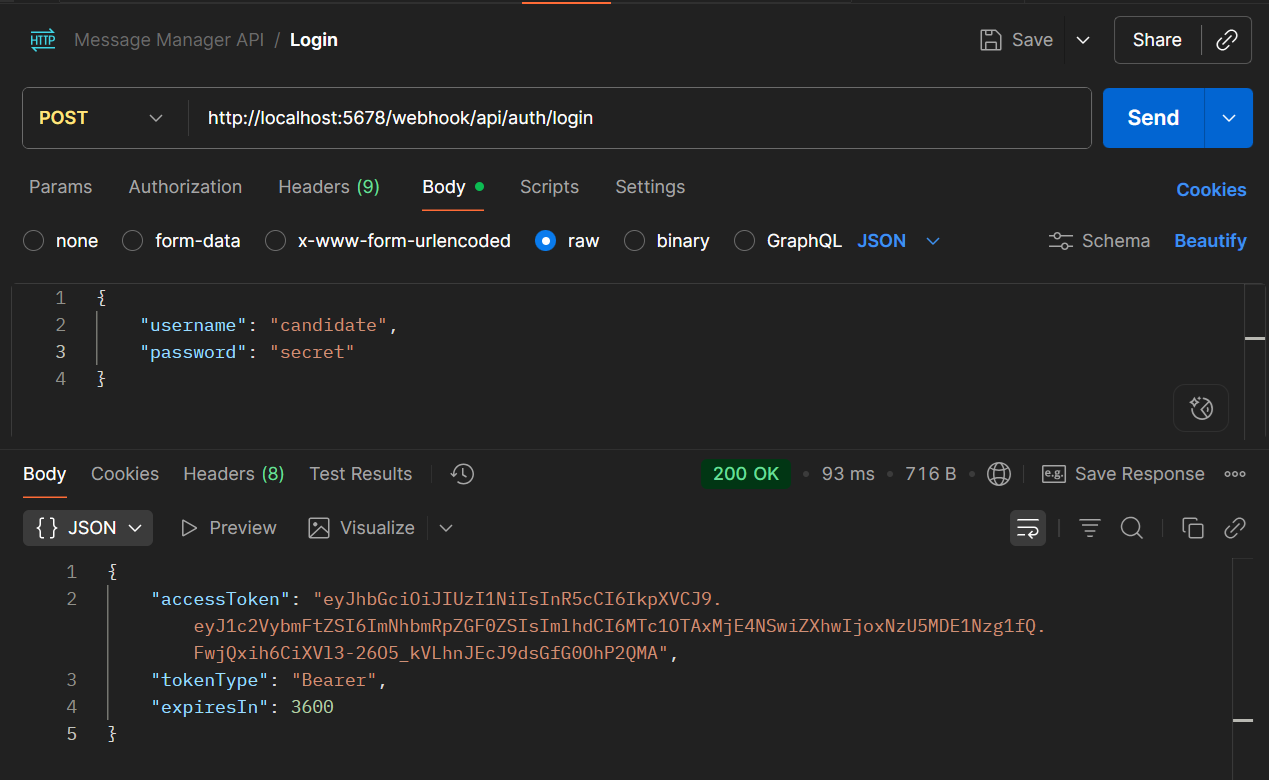 HTTP Message Manager API / Login Save Share
POST http://localhost:5678/webhook/api/auth/login Send
Params Authorization Headers (9) Body Scripts Settings Cookies
none form-data x-www-form-urlencoded raw binary GraphQL JSON Schema Beautify
1 {
2 "username": "candidate",
3 "password": "secret"
4 }
Body Cookies Headers (8) Test Results 200 OK 93 ms 716 B e.g. Save Response
{} JSON Preview Visualize
1 {
2 "accessToken": "eyJhbGciOiJIUzI1NiIsInR5cCI6IkpXVCJ9.
eyJ1c2VybmFtZSI6ImNhbmRpZGF0ZSIsImlhdCI6MTc1OTAxMjE4NSwiZXhwIjoxNzU5MDE1Nzg1fQ.
FwjQxih6CiXVl3-26O5_kVLhnJEcJ9dsGfG0OhP2QMA",
3 "tokenType": "Bearer",
4 "expiresIn": 3600
5 }